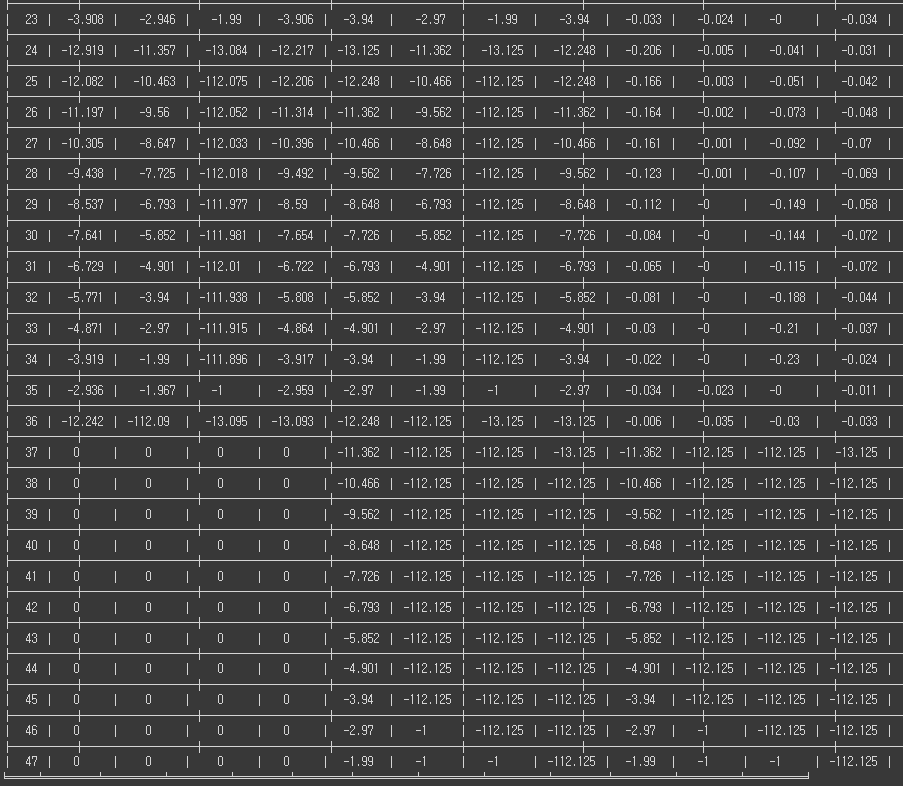 23 | -3.908 | -2.946 | -1.99 | -3.906 | -3.94 | -2.97 | -1.99 | -3.94 | -0.033 | -0.024 | -0 | -0.034 |
24 | -12.919 | -11.357 | -13.084 | -12.217 | -13.125 | -11.362 | -13.125 | -12.248 | -0.206 | -0.005 | -0.041 | -0.031 |
25 | -12.082 | -10.463 | -112.075 | -12.206 | -12.248 | -10.466 | -112.125 | -12.248 | -0.166 | -0.003 | -0.051 | -0.042 |
26 | -11.197 | -9.56 | -112.052 | -11.314 | -11.362 | -9.562 | -112.125 | -11.362 | -0.164 | -0.002 | -0.073 | -0.048 |
27 | -10.305 | -8.647 | -112.033 | -10.396 | -10.466 | -8.648 | -112.125 | -10.466 | -0.161 | -0.001 | -0.092 | -0.07 |
28 | -9.438 | -7.725 | -112.018 | -9.492 | -9.562 | -7.726 | -112.125 | -9.562 | -0.123 | -0.001 | -0.107 | -0.069 |
29 | -8.537 | -6.793 | -111.977 | -8.59 | -8.648 | -6.793 | -112.125 | -8.648 | -0.112 | -0 | -0.149 | -0.058 |
30 | -7.641 | -5.852 | -111.981 | -7.654 | -7.726 | -5.852 | -112.125 | -7.726 | -0.084 | -0 | -0.144 | -0.072 |
31 | -6.729 | -4.901 | -112.01 | -6.722 | -6.793 | -4.901 | -112.125 | -6.793 | -0.065 | -0 | -0.115 | -0.072 |
32 | -5.771 | -3.94 | -111.938 | -5.808 | -5.852 | -3.94 | -112.125 | -5.852 | -0.081 | -0 | -0.188 | -0.044 |
33 | -4.871 | -2.97 | -111.915 | -4.864 | -4.901 | -2.97 | -112.125 | -4.901 | -0.03 | -0 | -0.21 | -0.037 |
34 | -3.919 | -1.99 | -111.896 | -3.917 | -3.94 | -1.99 | -112.125 | -3.94 | -0.022 | -0 | -0.23 | -0.024 |
35 | -2.936 | -1.967 | -1 | -2.959 | -2.97 | -1.99 | -1 | -2.97 | -0.034 | -0.023 | -0 | -0.011 |
36 | -12.242 | -112.09 | -13.095 | -13.093 | -12.248 | -112.125 | -13.125 | -13.125 | -0.006 | -0.035 | -0.03 | -0.033 |
37 | 0 | 0 | 0 | 0 | -11.362 | -112.125 | -112.125 | -13.125 | -11.362 | -112.125 | -112.125 | -13.125 |
38 | 0 | 0 | 0 | 0 | -10.466 | -112.125 | -112.125 | -112.125 | -10.466 | -112.125 | -112.125 | -112.125 |
39 | 0 | 0 | 0 | 0 | -9.562 | -112.125 | -112.125 | -112.125 | -9.562 | -112.125 | -112.125 | -112.125 |
40 | 0 | 0 | 0 | 0 | -8.648 | -112.125 | -112.125 | -112.125 | -8.648 | -112.125 | -112.125 | -112.125 |
41 | 0 | 0 | 0 | 0 | -7.726 | -112.125 | -112.125 | -112.125 | -7.726 | -112.125 | -112.125 | -112.125 |
42 | 0 | 0 | 0 | 0 | -6.793 | -112.125 | -112.125 | -112.125 | -6.793 | -112.125 | -112.125 | -112.125 |
43 | 0 | 0 | 0 | 0 | -5.852 | -112.125 | -112.125 | -112.125 | -5.852 | -112.125 | -112.125 | -112.125 |
44 | 0 | 0 | 0 | 0 | -4.901 | -112.125 | -112.125 | -112.125 | -4.901 | -112.125 | -112.125 | -112.125 |
45 | 0 | 0 | 0 | 0 | -3.94 | -112.125 | -112.125 | -112.125 | -3.94 | -112.125 | -112.125 | -112.125 |
46 | 0 | 0 | 0 | 0 | -2.97 | -1 | -112.125 | -112.125 | -2.97 | -1 | -112.125 | -112.125 |
47 | 0 | 0 | 0 | 0 | -1.99 | -1 | -1 | -112.125 | -1.99 | -1 | -1 | -112.125 |